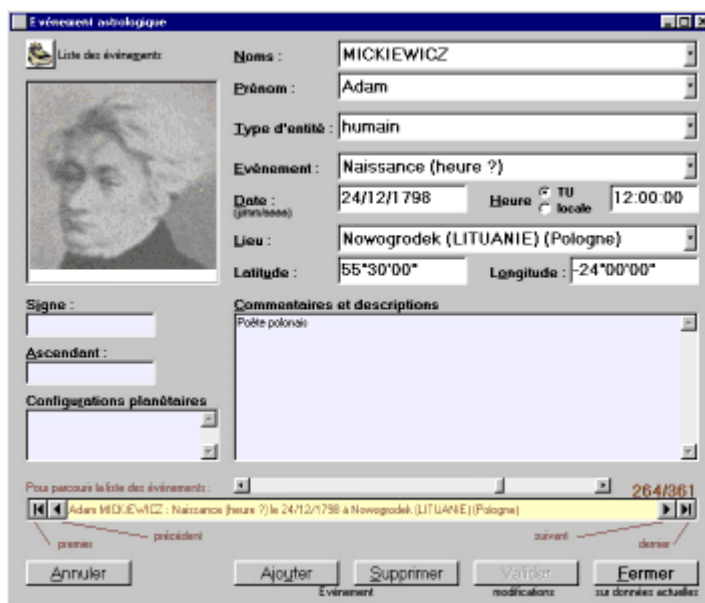 Evénement astrologique
Liste des événements
Noms : MICKIEWICZ
Prénom : Adam
Type d'entité : humain
Evénement : Naissance (heure ?)
Date : 24/12/1798 Heure TU locale 12:00:00
(j/mm/aaaa)
Lieu : Nowogrodek (LITUANIE) (Pologne)
Latitude : 55°30'00" Longitude : -24°00'00"
Signe :
Commentaires et descriptions
Poète polonais
Ascendant :
Configurations planétaires
Pour parcourir la liste des événements : 264/361
Adam MICKIEWICZ : Naissance (heure ?) le 24/12/1798 à Nowogrodek (LITUANIE) (Pologne)
premier précédent suivant dernier
Annuler Ajouter Supprimer Valider Fermer
Evénement modifications sur données actuelles